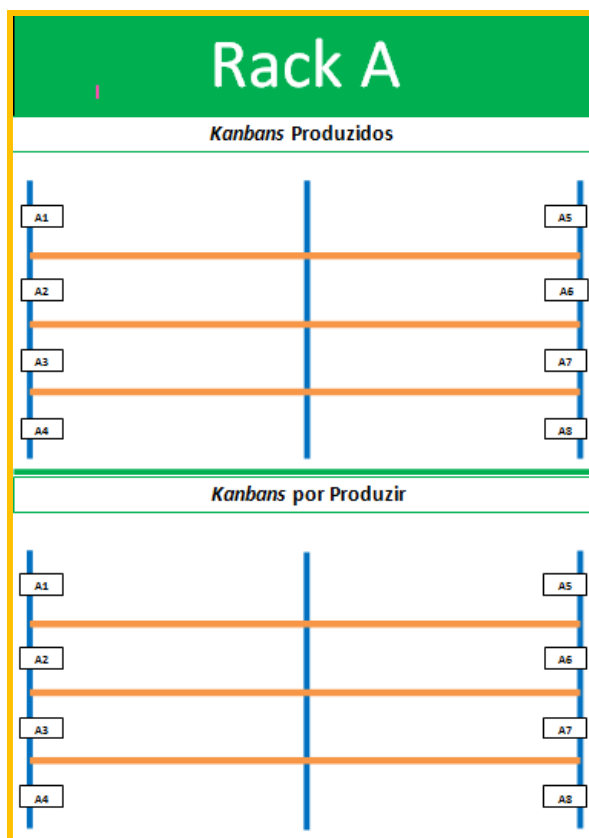 Rack A
Kanbans Produzidos
A1 A5
A2 A6
A3 A7
A4 A8
Kanbans por Produzir
A1 A5
A2 A6
A3 A7
A4 A8